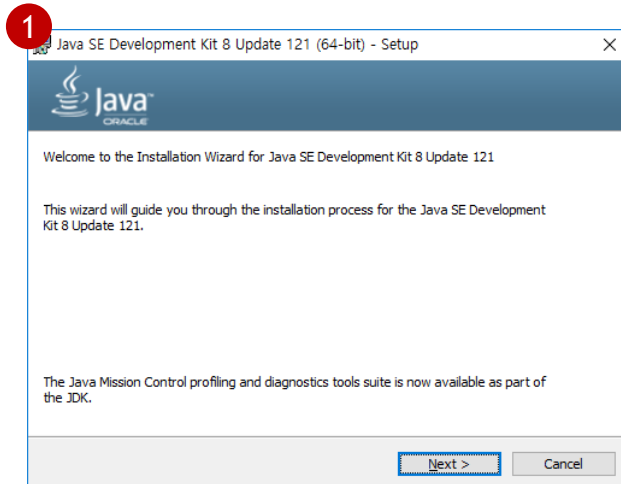 1
Java SE Development Kit 8 Update 121 (64-bit) - Setup
Java
ORACLE
Welcome to the Installation Wizard for Java SE Development Kit 8 Update 121
This wizard will guide you through the installation process for the Java SE Development
Kit 8 Update 121.
The Java Mission Control profiling and diagnostics tools suite is now available as part of
the JDK.
Next >
Cancel